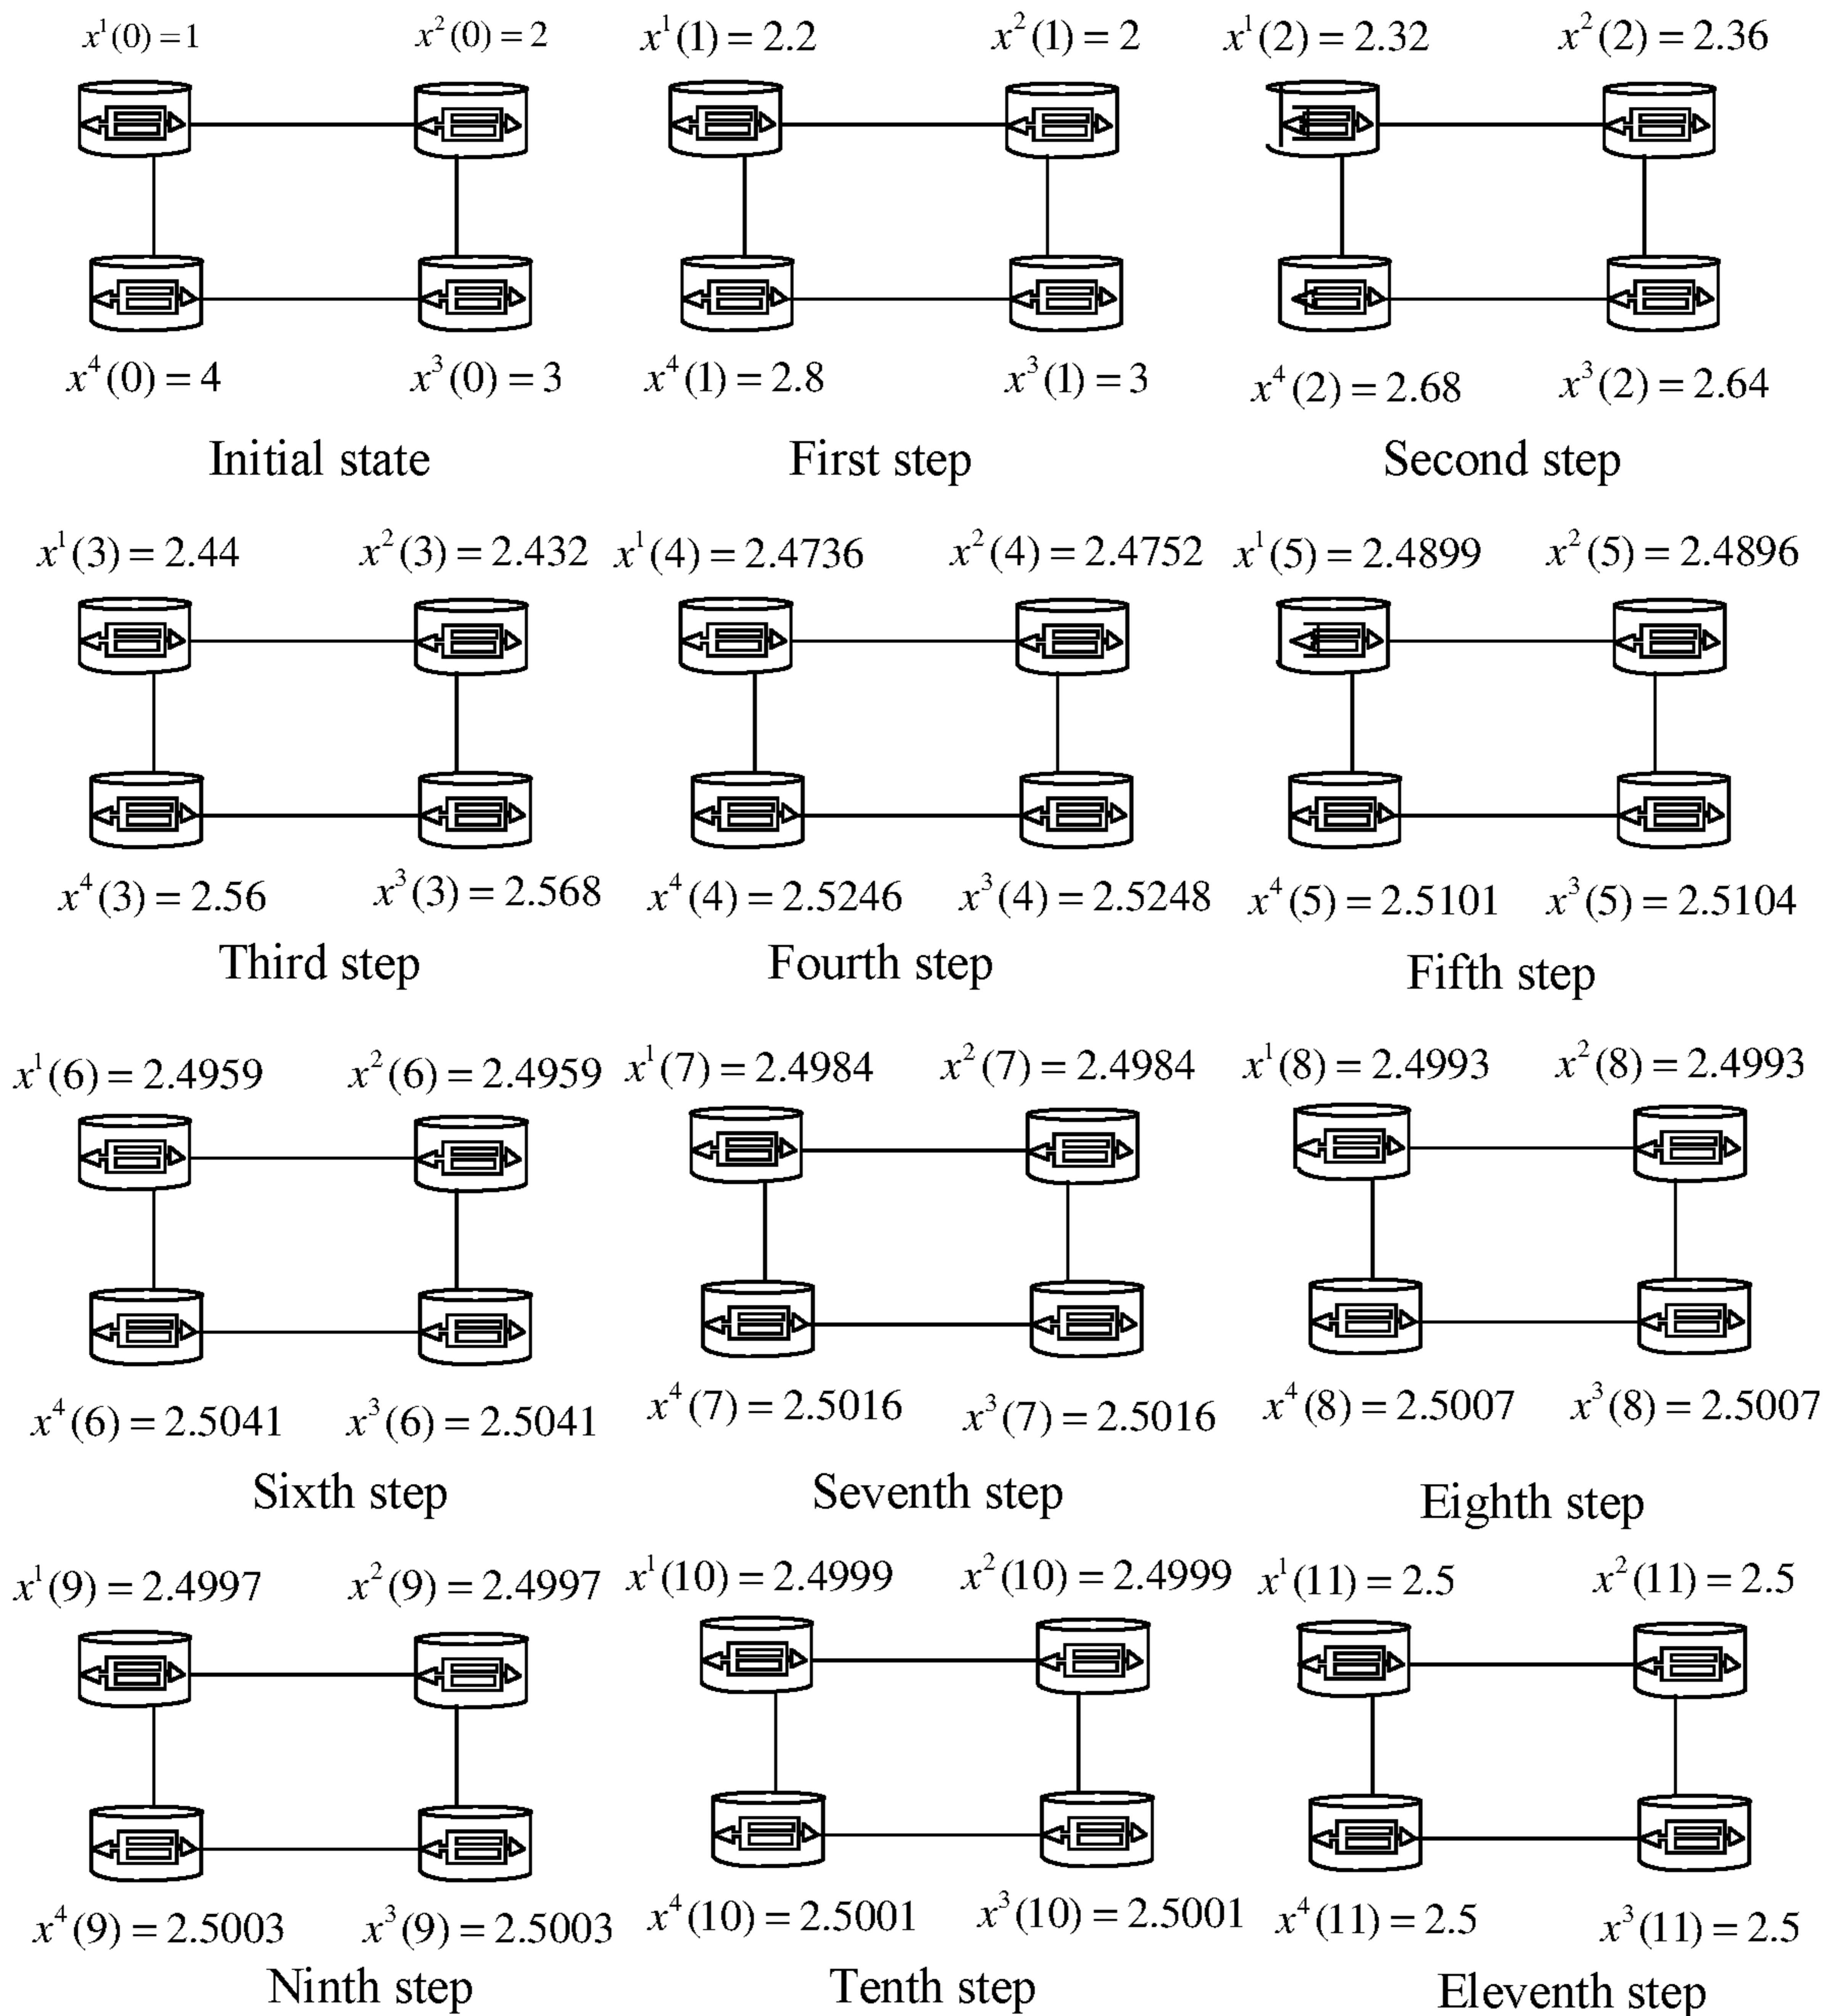 x¹(0) = 1 x²(0) = 2 x¹(1) = 2.2 x²(1) = 2 x¹(2) = 2.32 x²(2) = 2.36
x⁴(0) = 4 x³(0) = 3 x⁴(1) = 2.8 x³(1) = 3 x⁴(2) = 2.68 x³(2) = 2.64
Initial state First step Second step
x¹(3) = 2.44 x²(3) = 2.432 x¹(4) = 2.4736 x²(4) = 2.4752 x¹(5) = 2.4899 x²(5) = 2.4896
x⁴(3) = 2.56 x³(3) = 2.568 x⁴(4) = 2.5246 x³(4) = 2.5248 x⁴(5) = 2.5101 x³(5) = 2.5104
Third step Fourth step Fifth step
x¹(6) = 2.4959 x²(6) = 2.4959 x¹(7) = 2.4984 x²(7) = 2.4984 x¹(8) = 2.4993 x²(8) = 2.4993
x⁴(6) = 2.5041 x³(6) = 2.5041 x⁴(7) = 2.5016 x³(7) = 2.5016 x⁴(8) = 2.5007 x³(8) = 2.5007
Sixth step Seventh step Eighth step
x¹(9) = 2.4997 x²(9) = 2.4997 x¹(10) = 2.4999 x²(10) = 2.4999 x¹(11) = 2.5 x²(11) = 2.5
x⁴(9) = 2.5003 x³(9) = 2.5003 x⁴(10) = 2.5001 x³(10) = 2.5001 x⁴(11) = 2.5 x³(11) = 2.5
Ninth step Tenth step Eleventh step